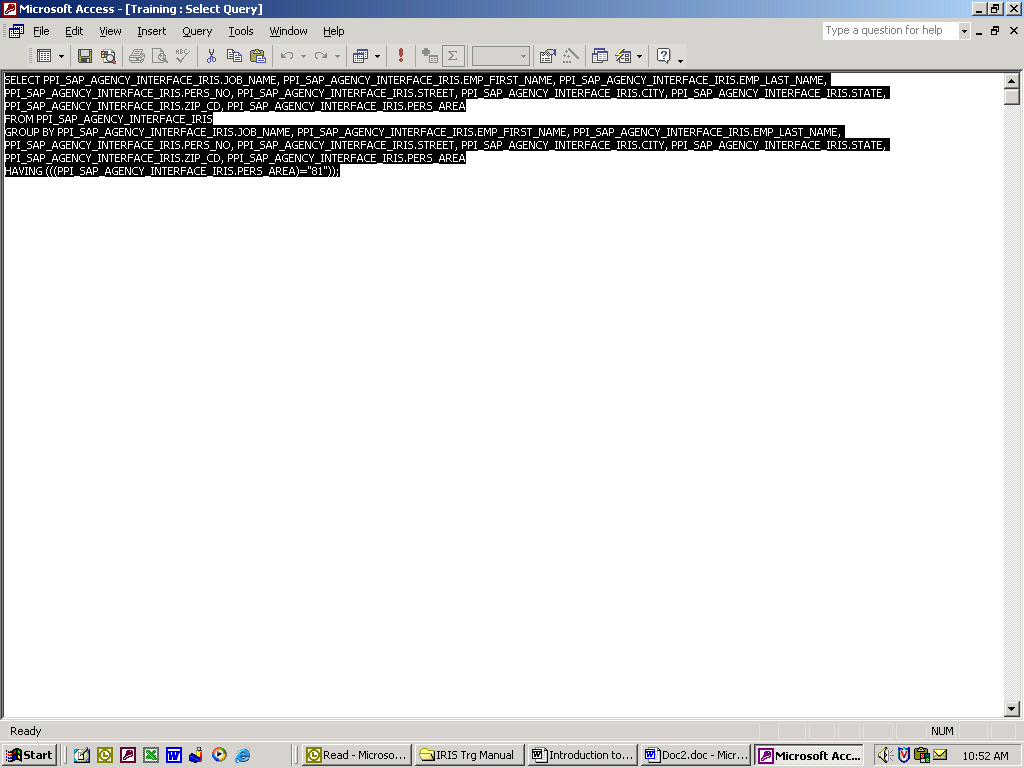 Microsoft Access - [Training : Select Query]
File Edit View Insert Query Tools Window Help
Type a question for help
SELECT PPI_SAP_AGENCY_INTERFACE_IRIS.JOB_NAME, PPI_SAP_AGENCY_INTERFACE_IRIS.EMP_FIRST_NAME, PPI_SAP_AGENCY_INTERFACE_IRIS.EMP_LAST_NAME,
PPI_SAP_AGENCY_INTERFACE_IRIS.PERS_NO, PPI_SAP_AGENCY_INTERFACE_IRIS.STREET, PPI_SAP_AGENCY_INTERFACE_IRIS.CITY, PPI_SAP_AGENCY_INTERFACE_IRIS.STATE,
PPI_SAP_AGENCY_INTERFACE_IRIS.ZIP_CD, PPI_SAP_AGENCY_INTERFACE_IRIS.PERS_AREA
FROM PPI_SAP_AGENCY_INTERFACE_IRIS
GROUP BY PPI_SAP_AGENCY_INTERFACE_IRIS.JOB_NAME, PPI_SAP_AGENCY_INTERFACE_IRIS.EMP_FIRST_NAME, PPI_SAP_AGENCY_INTERFACE_IRIS.EMP_LAST_NAME,
PPI_SAP_AGENCY_INTERFACE_IRIS.PERS_NO, PPI_SAP_AGENCY_INTERFACE_IRIS.STREET, PPI_SAP_AGENCY_INTERFACE_IRIS.CITY, PPI_SAP_AGENCY_INTERFACE_IRIS.STATE,
PPI_SAP_AGENCY_INTERFACE_IRIS.ZIP_CD, PPI_SAP_AGENCY_INTERFACE_IRIS.PERS_AREA
HAVING (((PPI_SAP_AGENCY_INTERFACE_IRIS.PERS_AREA)="81"));
Ready NUM
Start Read - Microso... IRIS Trg Manual Introduction to... Doc2.doc - Micr... Microsoft Acc... 10:52 AM